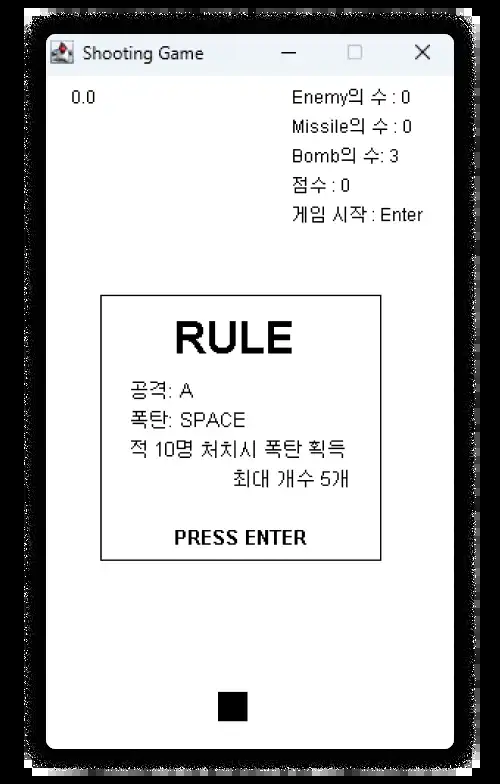 Shooting Game
0.0
Enemy의 수 : 0
Missile의 수 : 0
Bomb의 수: 3
점수 : 0
게임 시작 : Enter
RULE
공격: A
폭탄: SPACE
적 10명 처치시 폭탄 획득
최대 개수 5개
PRESS ENTER